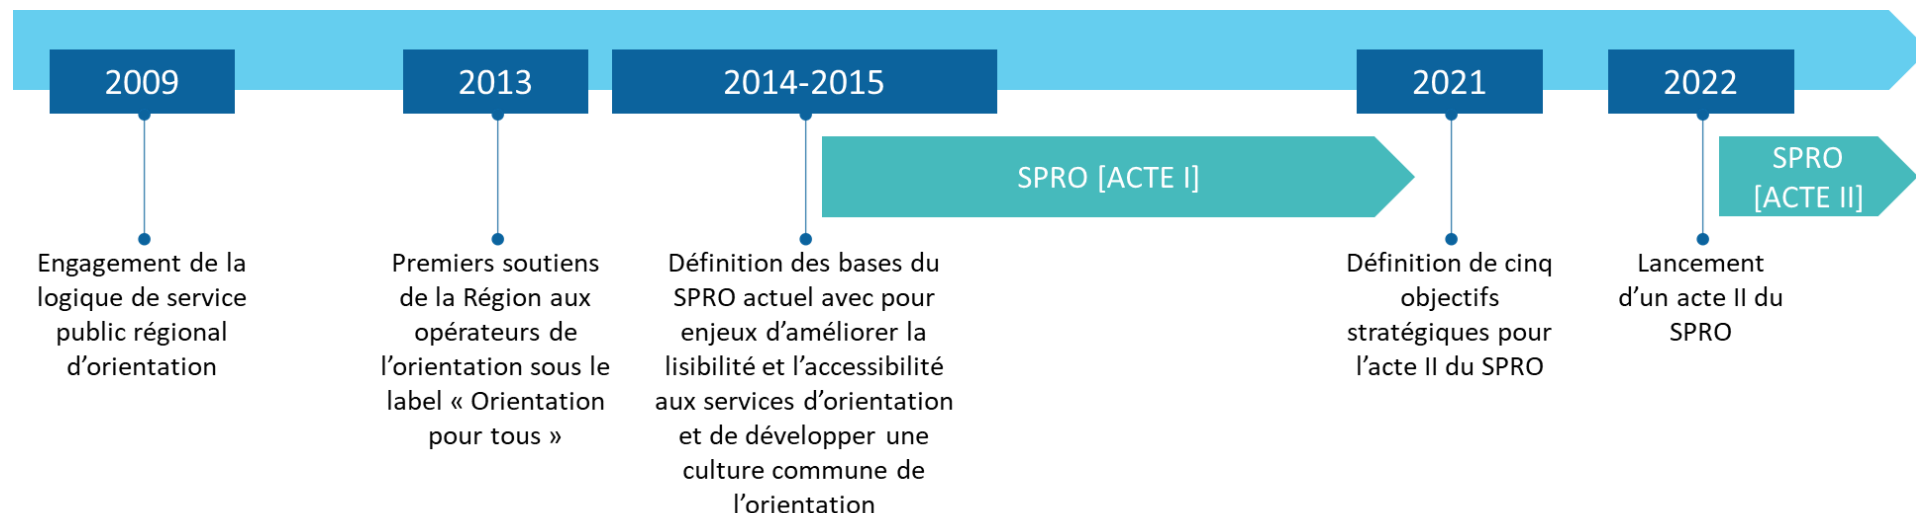 2009
2013
2014-2015
2021
2022
SPRO [ACTE I]
SPRO
[ACTE II]
Engagement de la
logique de service
public régional
d’orientation
Premiers soutiens
de la Région aux
opérateurs de
l’orientation sous le
label « Orientation
pour tous »
Définition des bases du
SPRO actuel avec pour
enjeux d’améliorer la
lisibilité et l’accessibilité
aux services d’orientation
et de développer une
culture commune de
l’orientation
Définition de cinq
objectifs
stratégiques pour
l’acte II du SPRO
Lancement
d’un acte II du
SPRO